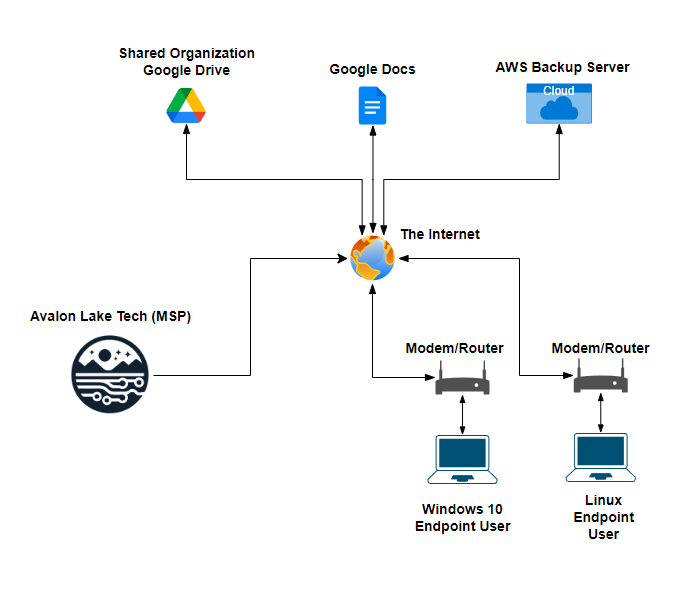 Shared Organization
Google Drive
Google Docs
AWS Backup Server
Cloud
The Internet
Avalon Lake Tech (MSP)
Modem/Router
Modem/Router
Windows 10
Endpoint User
Linux
Endpoint
User